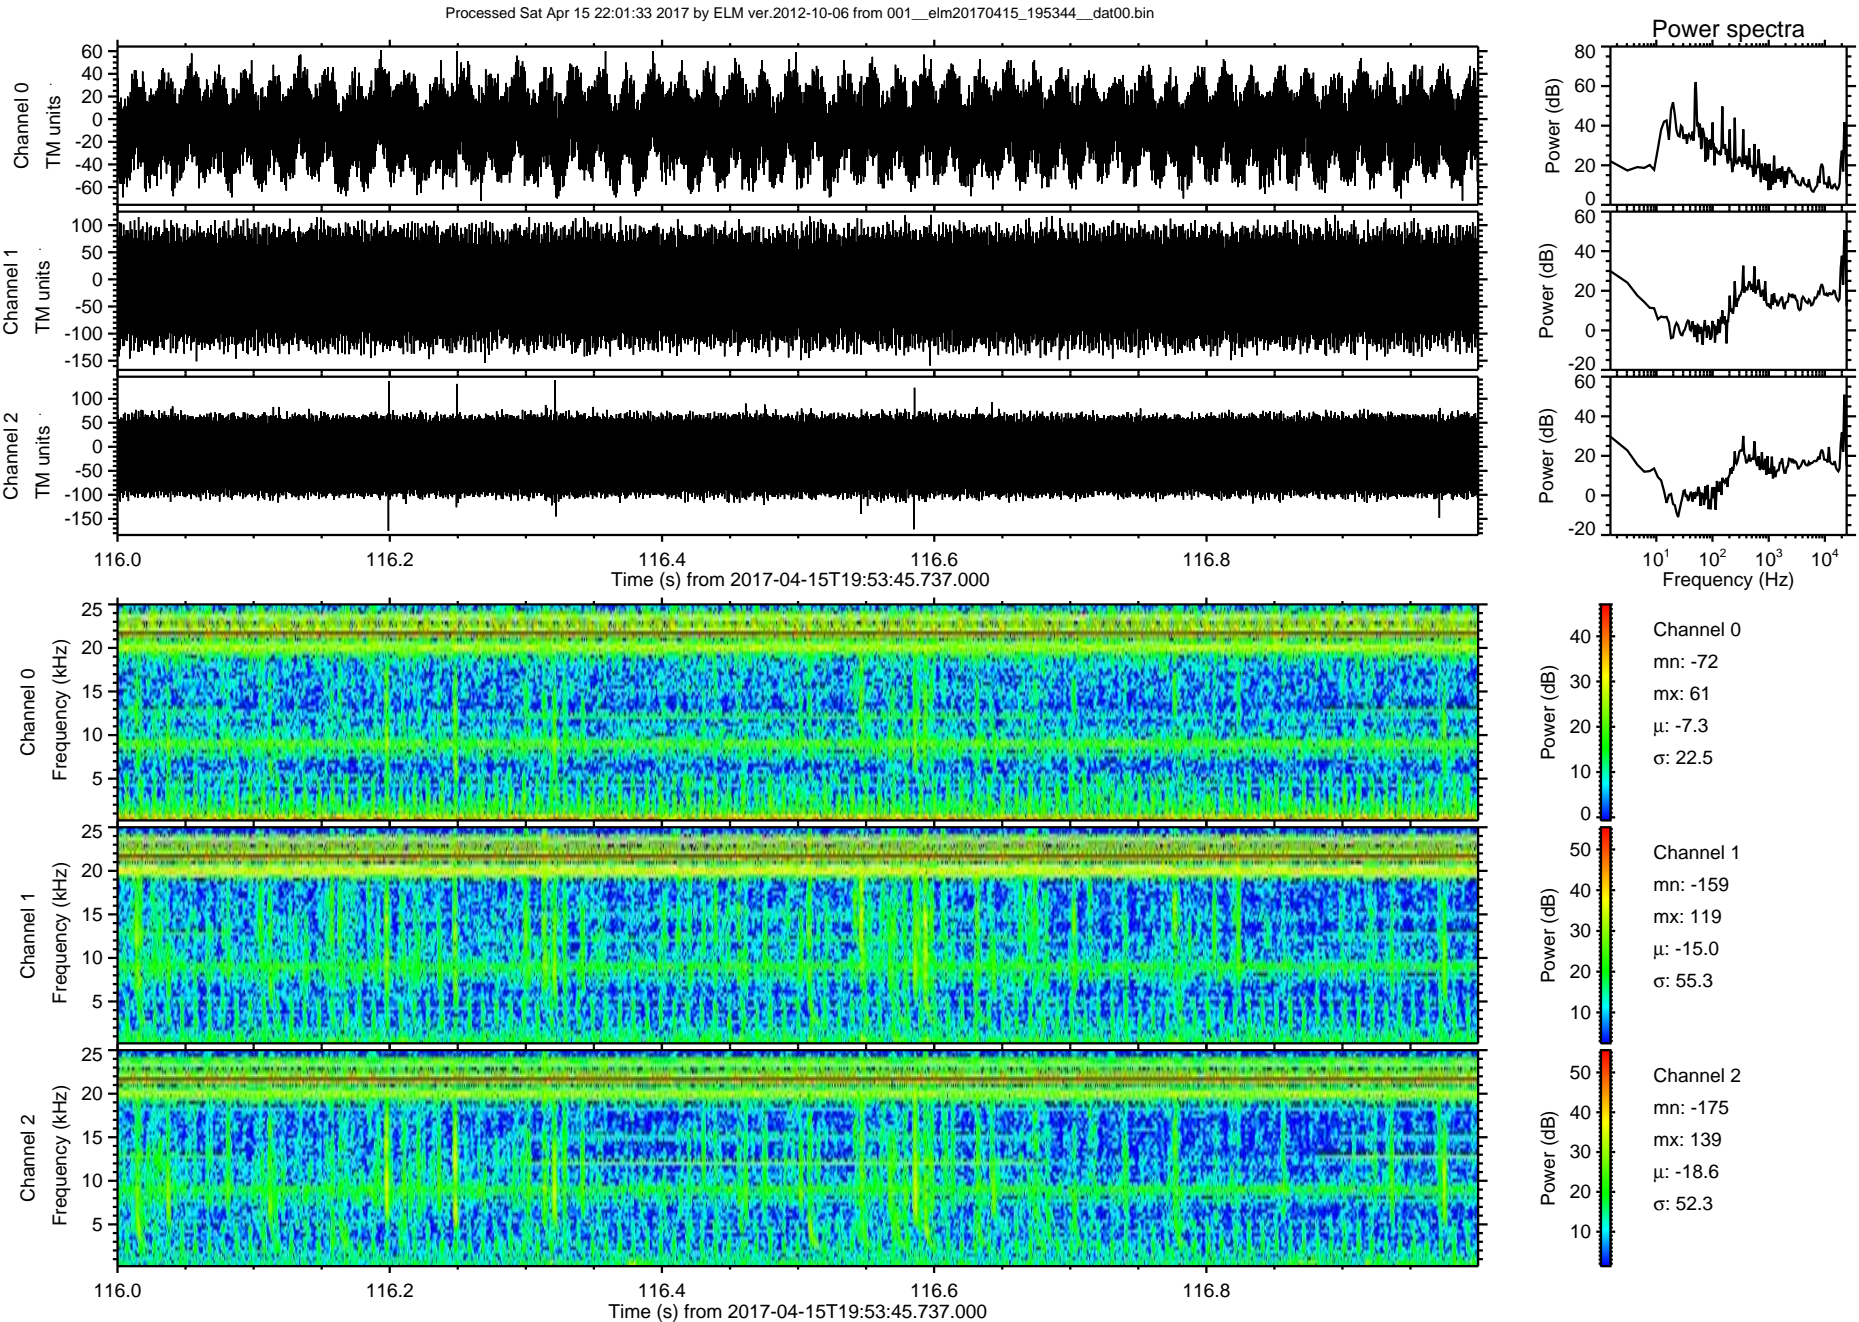 Processed Sat Apr 15 22:01:33 2017 by ELM ver.2012-10-06 from 001__elm20170415_195344__dat00.bin
Power spectra
Channel 0
TM units
60
40
20
0
-20
-40
-60
Power (dB)
80
60
40
20
0
Channel 1
TM units
100
50
0
-50
-100
-150
Power (dB)
60
40
20
0
-20
Channel 2
TM units
100
50
0
-50
-100
-150
Power (dB)
60
40
20
0
-20
116.0 116.2 116.4 116.6 116.8
Time (s) from 2017-04-15T19:53:45.737.000
10^1 10^2 10^3 10^4
Frequency (Hz)
Channel 0
Frequency (kHz)
25
20
15
10
5
Power (dB)
40
30
20
10
0
Channel 0
mn: -72
mx: 61
μ: -7.3
σ: 22.5
Channel 1
Frequency (kHz)
25
20
15
10
5
Power (dB)
50
40
30
20
10
Channel 1
mn: -159
mx: 119
μ: -15.0
σ: 55.3
Channel 2
Frequency (kHz)
25
20
15
10
5
Power (dB)
50
40
30
20
10
Channel 2
mn: -175
mx: 139
μ: -18.6
σ: 52.3
116.0 116.2 116.4 116.6 116.8
Time (s) from 2017-04-15T19:53:45.737.000